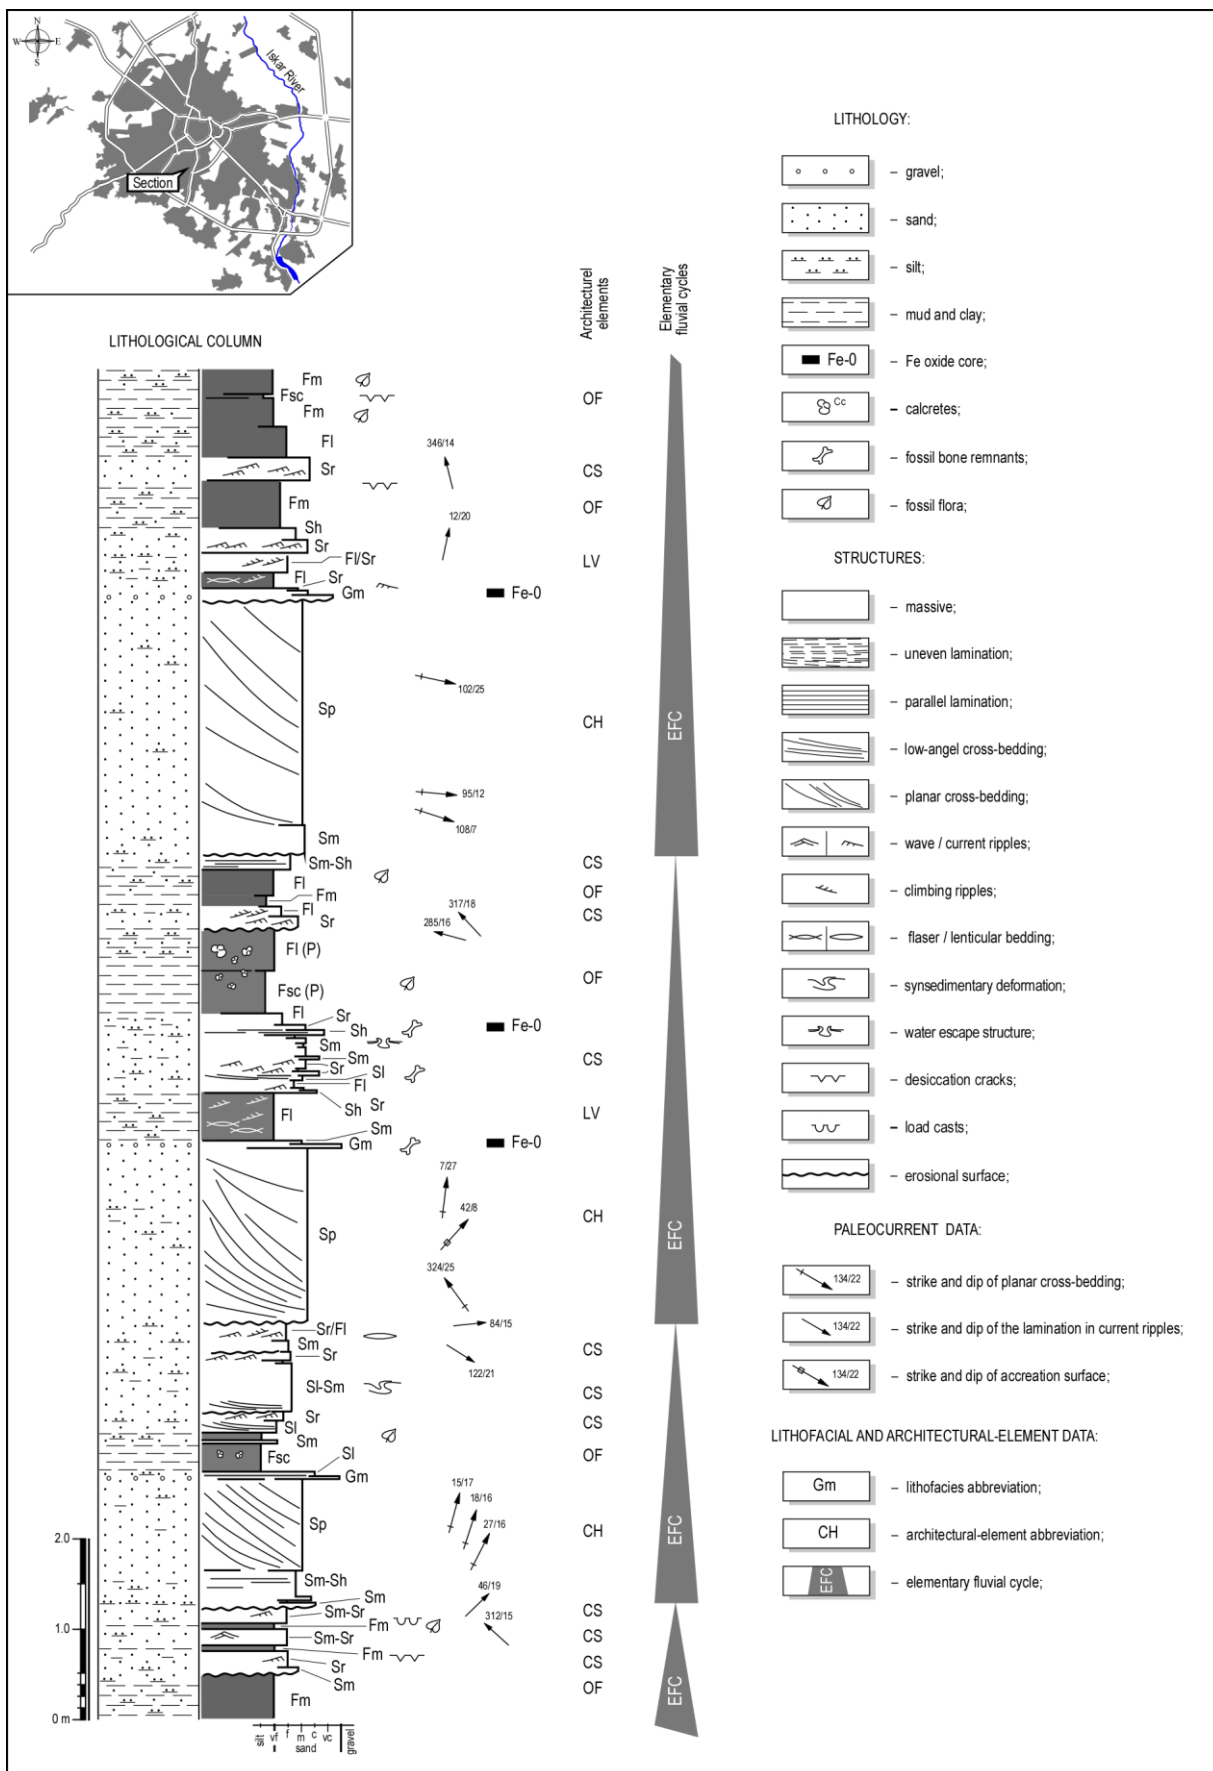 N
W
E
S
Iskar River
Section
LITHOLOGICAL COLUMN
Architecturel
elements
Elementary
fluvial cycles
Fm
Fsc
OF
Fm
Fl
346/14
Sr
CS
Fm
OF
12/20
Sh
Sr
Fl/Sr
LV
Fl
Sr
Gm
Fe-0
102/25
Sp
CH
EFC
95/12
108/7
Sm
Sm-Sh
CS
Fl
OF
Fm
Fl
CS
317/18
Sr
285/16
Fl (P)
OF
Fsc (P)
Fl
Sr
Sh
Fe-0
Sm
Sm
CS
Sr
Sl
Fl
Sh
Sr
LV
Fl
Sm
Gm
Fe-0
7/27
42/8
CH
Sp
EFC
324/25
84/15
Sr/Fl
Sm
CS
Sr
122/21
Sl-Sm
CS
Sr
CS
Sl
Sm
OF
Fsc
Sl
Gm
15/17
18/16
27/16
Sp
CH
EFC
2.0
Sm-Sh
46/19
Sm
CS
Sm-Sr
312/15
1.0
Fm
Sm-Sr
CS
Fm
CS
Sr
Sm
OF
Fm
EFC
0 m
silt
vf
f
m
c
vc
sand
gravel
LITHOLOGY:
– gravel;
– sand;
– silt;
– mud and clay;
Fe-0 – Fe oxide core;
Cc – calcretes;
– fossil bone remnants;
– fossil flora;
STRUCTURES:
– massive;
– uneven lamination;
– parallel lamination;
– low-angel cross-bedding;
– planar cross-bedding;
– wave / current ripples;
– climbing ripples;
– flaser / lenticular bedding;
– synsedimentary deformation;
– water escape structure;
– desiccation cracks;
– load casts;
– erosional surface;
PALEOCURRENT DATA:
134/22 – strike and dip of planar cross-bedding;
134/22 – strike and dip of the lamination in current ripples;
134/22 – strike and dip of accreation surface;
LITHOFACIAL AND ARCHITECTURAL-ELEMENT DATA:
Gm – lithofacies abbreviation;
CH – architectural-element abbreviation;
EFC – elementary fluvial cycle;